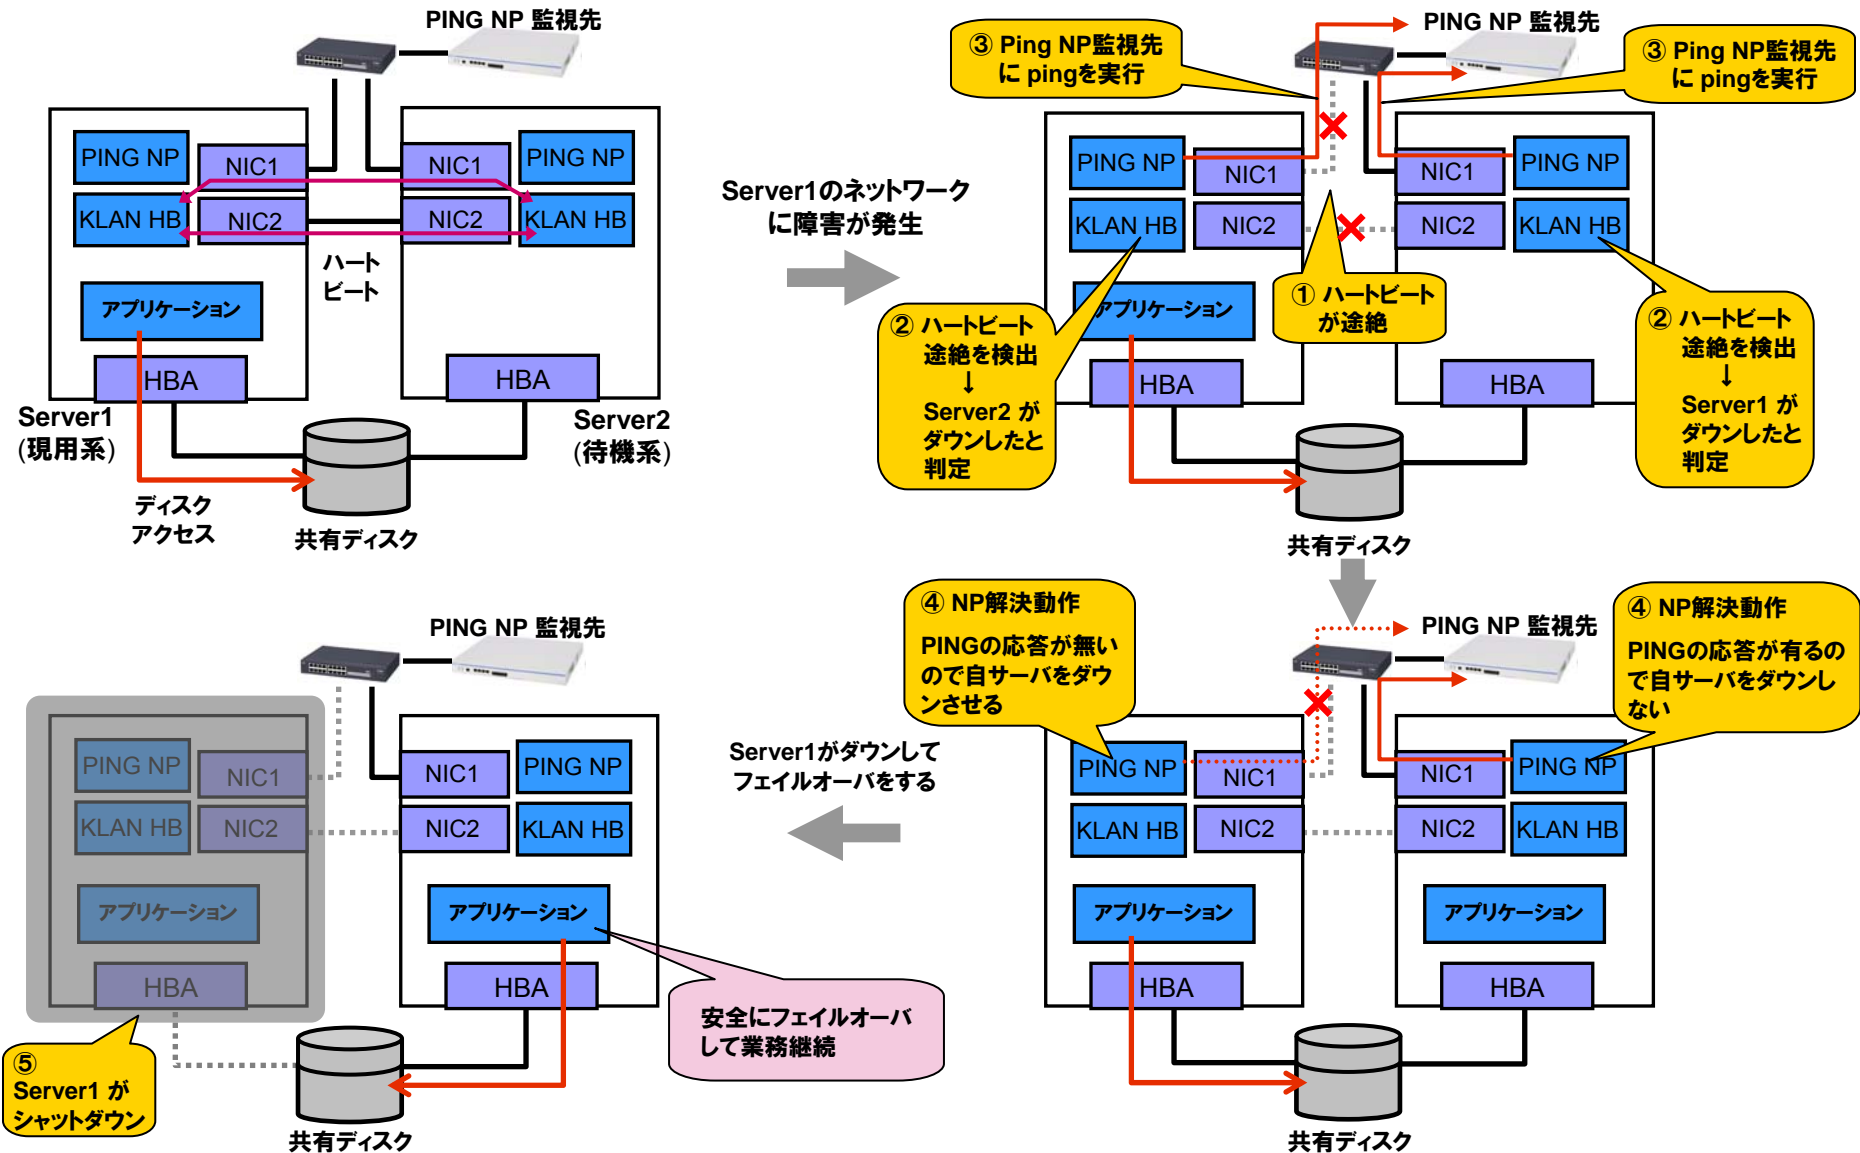 PING NP 監視先
PING NP
NIC1
NIC1
PING NP
KLAN HB
NIC2
NIC2
KLAN HB
ハート
ビート
アプリケーション
HBA
HBA
Server1
(現用系)
Server2
(待機系)
ディスク
アクセス
共有ディスク
Server1のネットワーク
に障害が発生
PING NP 監視先
③ Ping NP監視先
に pingを実行
③ Ping NP監視先
に pingを実行
PING NP
NIC1
NIC1
PING NP
KLAN HB
NIC2
NIC2
KLAN HB
① ハートビート
が途絶
アプリケーション
② ハートビート
途絶を検出
↓
Server2 が
ダウンしたと
判定
② ハートビート
途絶を検出
↓
Server1 が
ダウンしたと
判定
HBA
HBA
共有ディスク
④ NP解決動作
PINGの応答が無い
ので自サーバをダウ
ンさせる
PING NP 監視先
④ NP解決動作
PINGの応答が有るの
で自サーバをダウンし
ない
PING NP
NIC1
NIC1
PING NP
KLAN HB
NIC2
NIC2
KLAN HB
アプリケーション
アプリケーション
HBA
HBA
共有ディスク
Server1がダウンして
フェイルオーバをする
PING NP 監視先
PING NP
NIC1
NIC1
PING NP
KLAN HB
NIC2
NIC2
KLAN HB
アプリケーション
アプリケーション
HBA
HBA
安全にフェイルオーバ
して業務継続
⑤
Server1 が
シャットダウン
共有ディスク